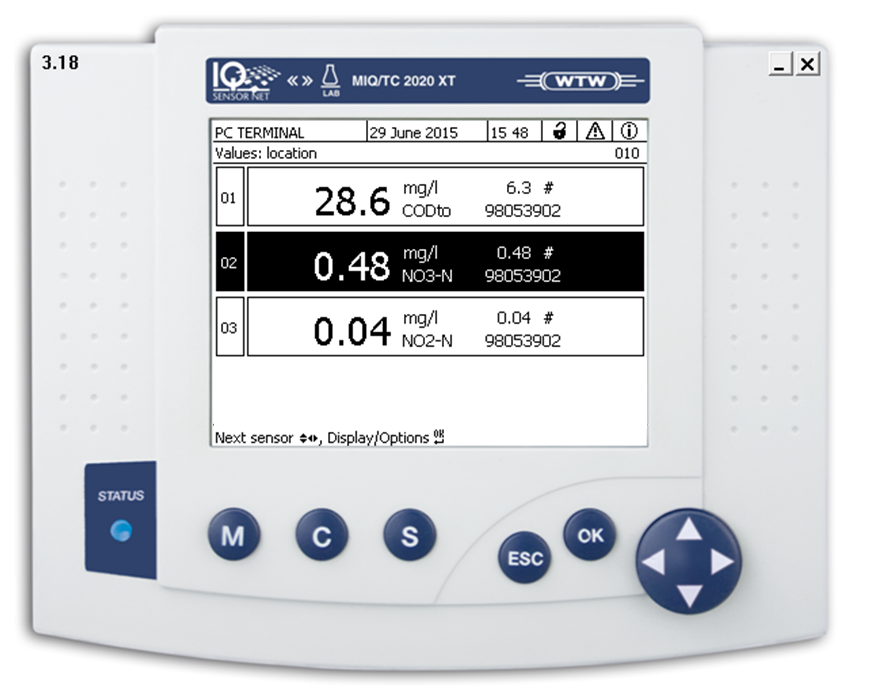 3.18
IQ
SENSOR NET
LAB
MIQ/TC 2020 XT
WTW
PC TERMINAL 29 June 2015 15 48
Values: location 010
01 28.6 mg/l 6.3 #
CODto 98053902
02 0.48 mg/l 0.48 #
NO3-N 98053902
03 0.04 mg/l 0.04 #
NO2-N 98053902
Next sensor, Display/Options OK
STATUS
M C S ESC OK